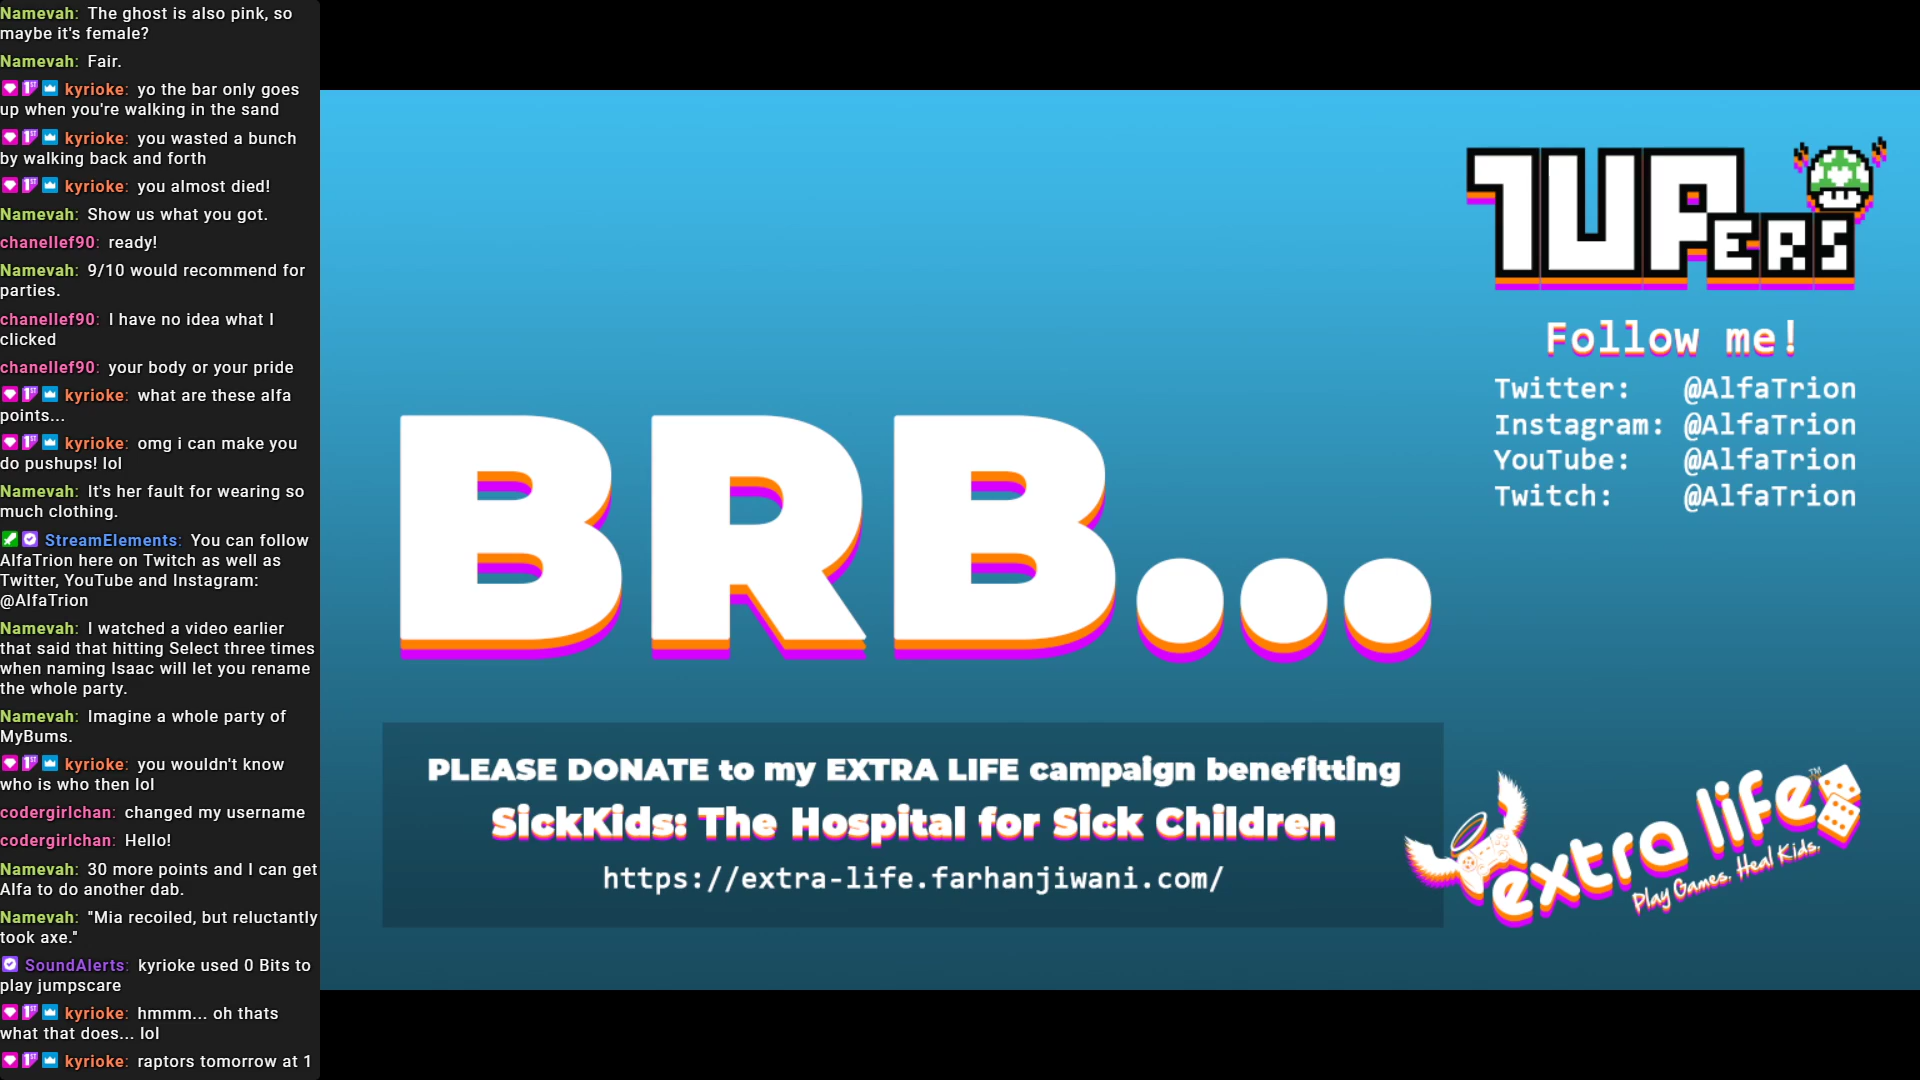 Namevah: The ghost is also pink, so
maybe it's female?
Namevah: Fair.
kyrioke: yo the bar only goes
up when you're walking in the sand
kyrioke: you wasted a bunch
by walking back and forth
kyrioke: you almost died!
Namevah: Show us what you got.
chanellef90: ready!
Namevah: 9/10 would recommend for
parties.
chanellef90: I have no idea what I
clicked
chanellef90: your body or your pride
kyrioke: what are these alfa
points...
kyrioke: omg i can make you
do pushups! lol
Namevah: It's her fault for wearing so
much clothing.
StreamElements: You can follow
AlfaTrion here on Twitch as well as
Twitter, YouTube and Instagram:
@AlfaTrion
Namevah: I watched a video earlier
that said that hitting Select three times
when naming Isaac will let you rename
the whole party.
Namevah: Imagine a whole party of
MyBums.
kyrioke: you wouldn't know
who is who then lol
codergirlchan: changed my username
codergirlchan: Hello!
Namevah: 30 more points and I can get
Alfa to do another dab.
Namevah: "Mia recoiled, but reluctantly
took axe."
SoundAlerts: kyrioke used 0 Bits to
play jumpscare
kyrioke: hmmm... oh thats
what that does... lol
kyrioke: raptors tomorrow at 1
1UPers
Follow me!
Twitter: @AlfaTrion
Instagram: @AlfaTrion
YouTube: @AlfaTrion
Twitch: @AlfaTrion
BRB...
PLEASE DONATE to my EXTRA LIFE campaign benefitting
SickKids: The Hospital for Sick Children
https://extra-life.farhanjiwani.com/
extra life™
Play Games. Heal Kids.